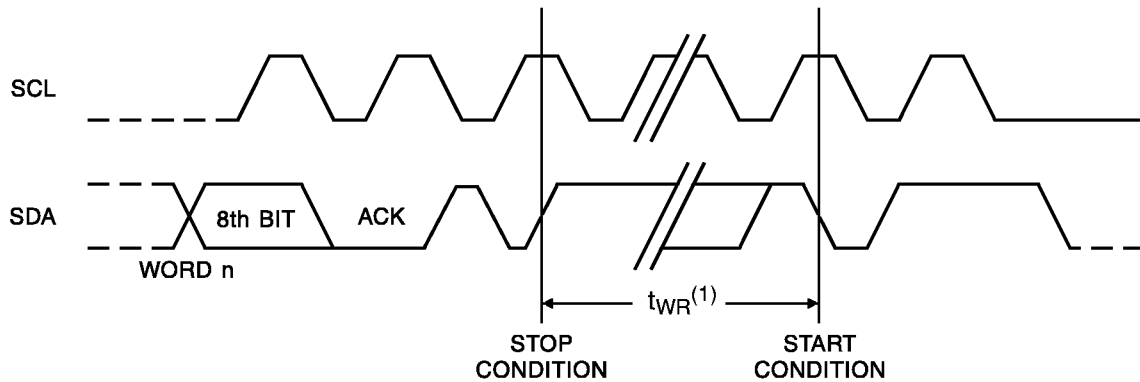 SCL
SDA
8th BIT
ACK
WORD n
tWR(1)
STOP
CONDITION
START
CONDITION